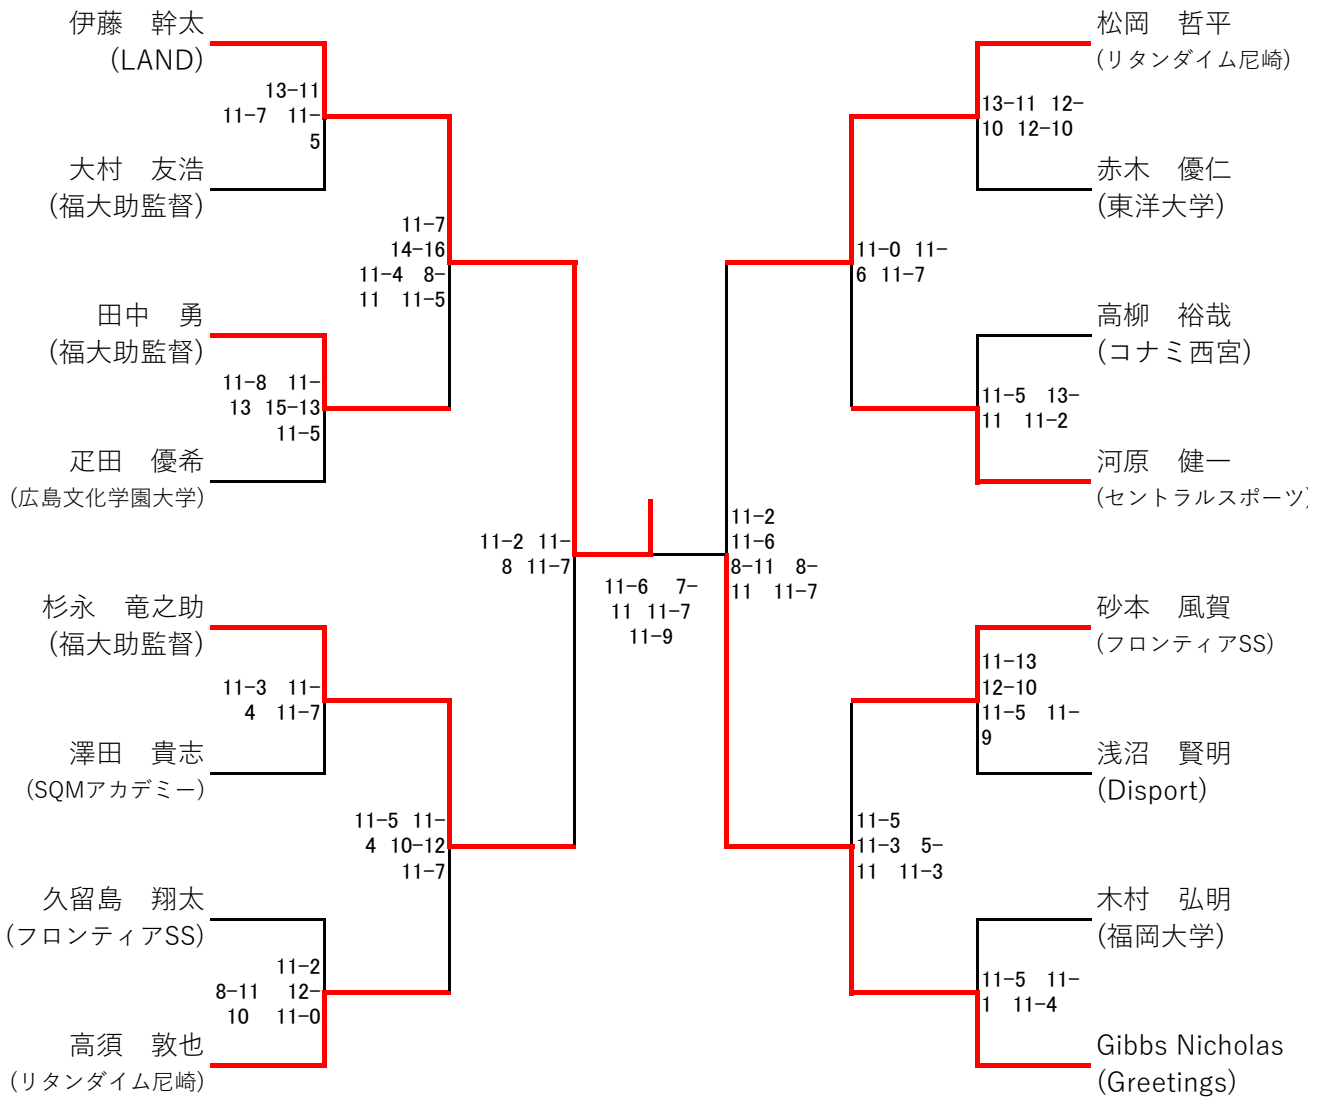 伊藤　幹太
(LAND)
13-11
11-7　11-
5
大村　友浩
(福大助監督)
11-7
14-16
11-4　8-
11　11-5
田中　勇
(福大助監督)
11-8　11-
13　15-13
11-5
疋田　優希
(広島文化学園大学)
11-2　11-
8　11-7
杉永　竜之助
(福大助監督)
11-3　11-
4　11-7
澤田　貴志
(SQMアカデミー)
11-5　11-
4　10-12
11-7
久留島　翔太
(フロンティアSS)
11-2
8-11　12-
10　11-0
高須　敦也
(リタンダイム尼崎)
11-6　7-
11　11-7
11-9
松岡　哲平
(リタンダイム尼崎)
13-11　12-
10　12-10
赤木　優仁
(東洋大学)
11-0　11-
6　11-7
高柳　裕哉
(コナミ西宮)
11-5　13-
11　11-2
河原　健一
(セントラルスポーツ)
11-2
11-6
8-11　8-
11　11-7
砂本　風賀
(フロンティアSS)
11-13
12-10
11-5　11-
9
浅沼　賢明
(Disport)
11-5
11-3　5-
11　11-3
木村　弘明
(福岡大学)
11-5　11-
1　11-4
Gibbs Nicholas
(Greetings)